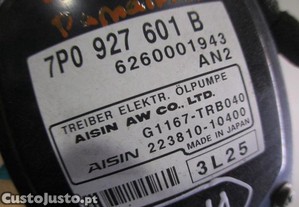 7P0 927 601 B
6260001943
AN2
TREIBER ELEKTR. ÖLPUMPE
AISIN AW CO., LTD.
G1167-TRB040
AISIN 223810-10400
MADE IN JAPAN
3L25
CustoJusto.pt